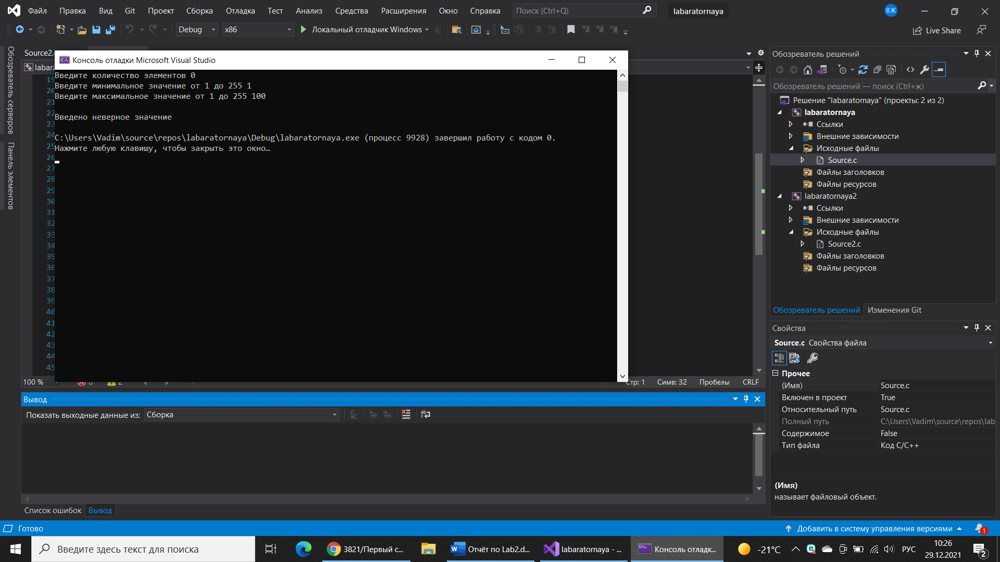 Файл Правка Вид Git Проект Сборка Отладка Тест Анализ Средства Расширения Окно Справка Поиск (Ctrl+Q) labaratornaya ВЖ
Debug x86 Локальный отладчик Windows Live Share
Обозреватель серверов
Панель элементов
Source2.
labara
Консоль отладки Microsoft Visual Studio
Введите количество элементов 0
Введите минимальное значение от 1 до 255 1
Введите максимальное значение от 1 до 255 100
Введено неверное значение
C:\Users\Vadim\source\repos\labaratornaya\Debug\labaratornaya.exe (процесс 9928) завершил работу с кодом 0.
Нажмите любую клавишу, чтобы закрыть это окно…
19
20
21
22
23
24
25
26
27
28
29
30
31
32
33
34
35
36
37
38
39
40
41
42
43
44
45
100 % 0 2 Стр: 1 Симв: 32 Пробелы CRLF
Вывод
Показать выходные данные из: Сборка
Список ошибок Вывод
Обозреватель решений
Обозреватель решений — поиск (Ctrl+ж)
Решение "labaratornaya" (проекты: 2 из 2)
labaratornaya
Ссылки
Внешние зависимости
Исходные файлы
Source.c
Файлы заголовков
Файлы ресурсов
labaratornaya2
Ссылки
Внешние зависимости
Исходные файлы
Source2.c
Файлы заголовков
Файлы ресурсов
Обозреватель решений Изменения Git
Свойства
Source.c Свойства файла
Прочее
(Имя) Source.c
Включен в проект True
Относительный путь Source.c
Полный путь C:\Users\Vadim\source\repos\lab
Содержимое False
Тип файла Код C/C++
(Имя)
называет файловый объект.
Готово Добавить в систему управления версиями 1
Введите здесь текст для поиска 3821/Первый с... Отчёт по Lab2.d... labaratornaya - ... Консоль отладк... -21°C РУС 10:26
29.12.2021 2